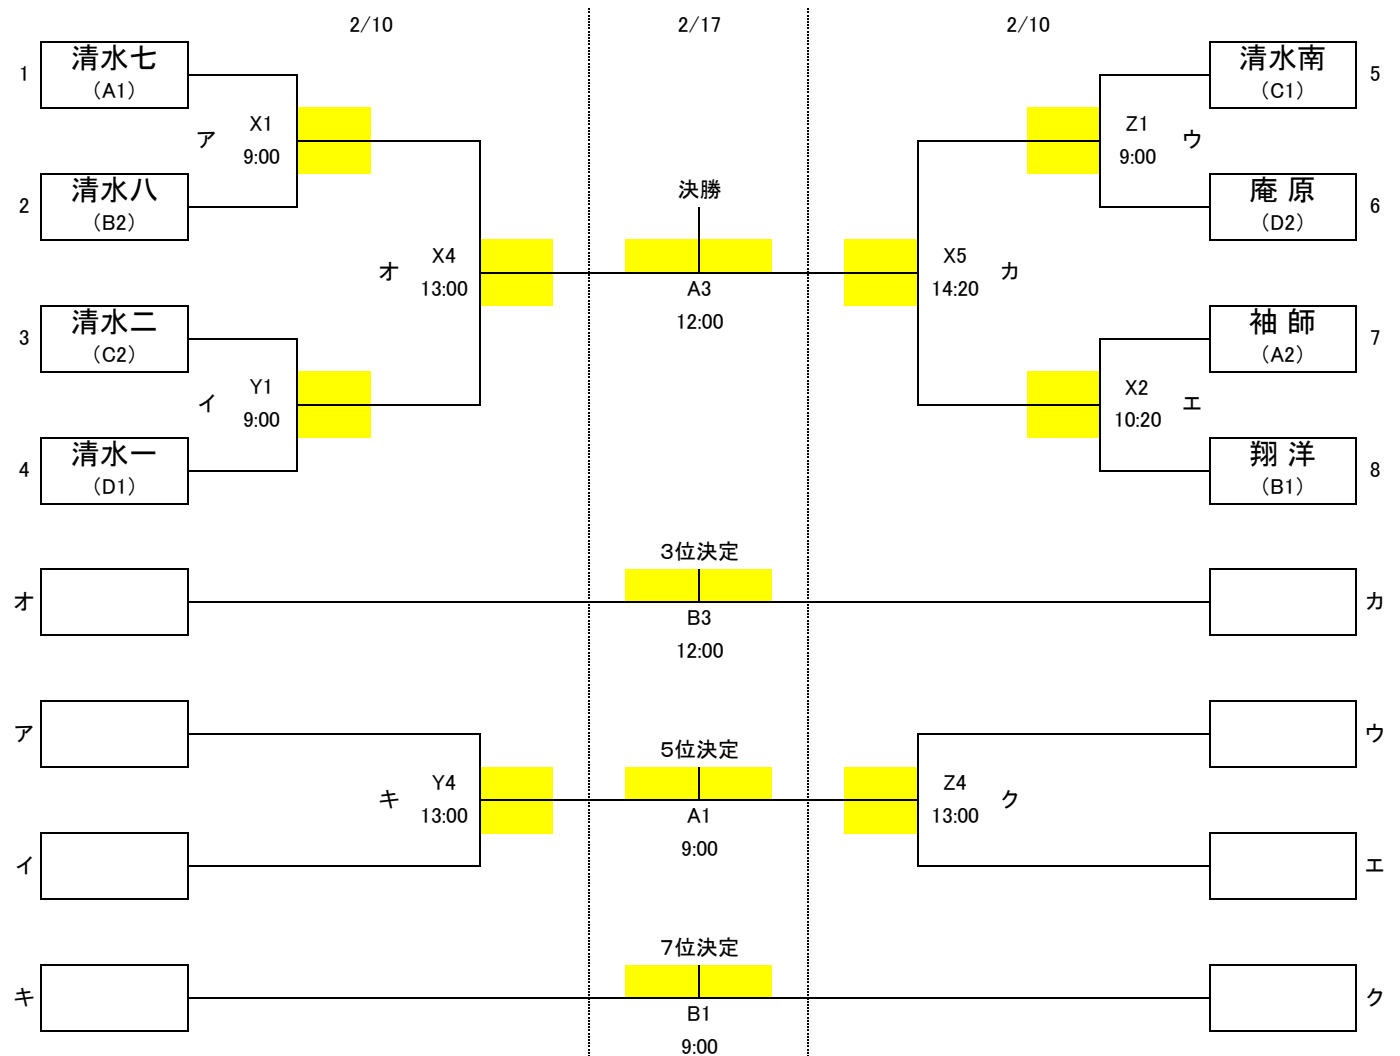 2/10
2/17
2/10
1
清水七
（A1）
ア
X1
9:00
2
清水八
（B2）
オ
X4
13:00
3
清水二
（C2）
イ
Y1
9:00
4
清水一
（D1）
決勝
A3
12:00
清水南
（C1）
5
Z1
9:00
ウ
庵 原
（D2）
6
X5
14:20
カ
袖 師
（A2）
7
X2
10:20
エ
翔 洋
（B1）
8
オ
３位決定
B3
12:00
カ
ア
ウ
キ
Y4
13:00
５位決定
A1
9:00
Z4
13:00
ク
イ
エ
キ
７位決定
B1
9:00
ク